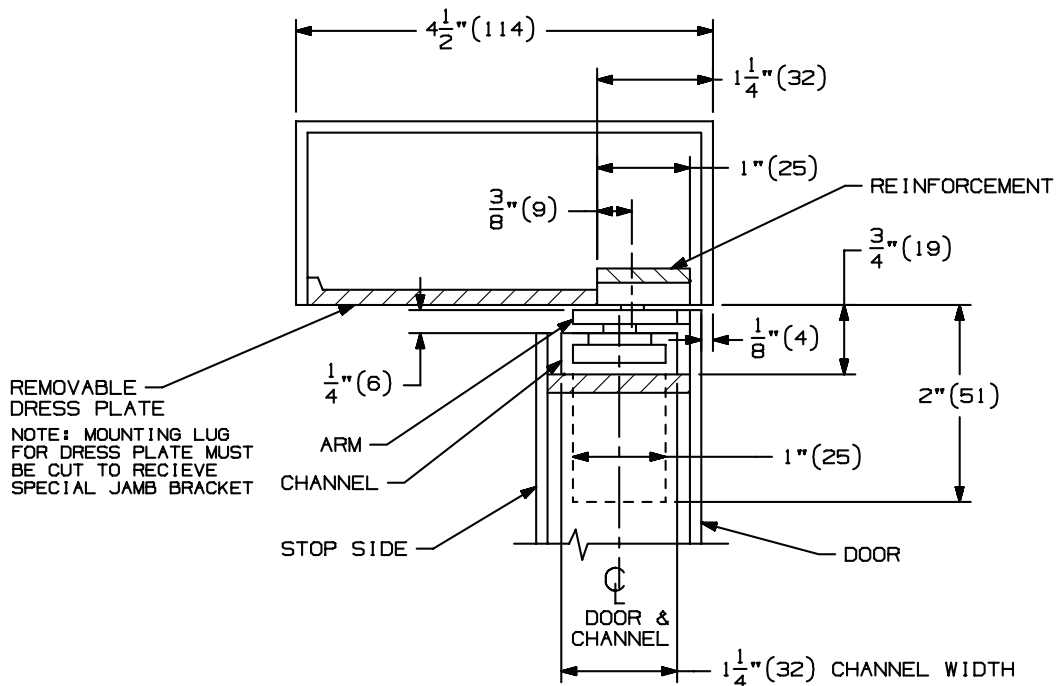 4 1/2"(114)
1 1/4"(32)
1"(25)
REINFORCEMENT
3/8"(9)
3/4"(19)
1/8"(4)
1/4"(6)
2"(51)
REMOVABLE
DRESS PLATE
NOTE: MOUNTING LUG
FOR DRESS PLATE MUST
BE CUT TO RECIEVE
SPECIAL JAMB BRACKET
ARM
CHANNEL
1"(25)
STOP SIDE
DOOR
CL
DOOR &
CHANNEL
1 1/4"(32) CHANNEL WIDTH